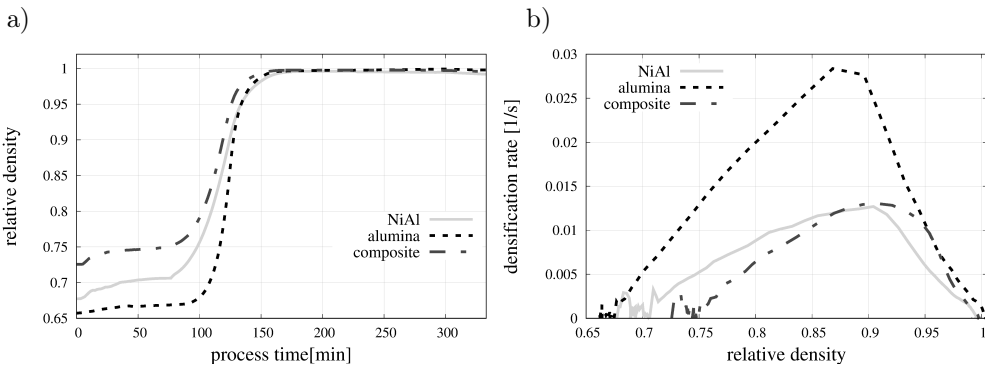 a)
relative density
1
0.95
0.9
0.85
0.8
0.75
0.7
0.65
0
50
100
150
200
250
300
process time[min]
NiAl
alumina
composite
b)
densification rate [1/s]
0.03
0.025
0.02
0.015
0.01
0.005
0
0.65
0.7
0.75
0.8
0.85
0.9
0.95
1
relative density
NiAl
alumina
composite